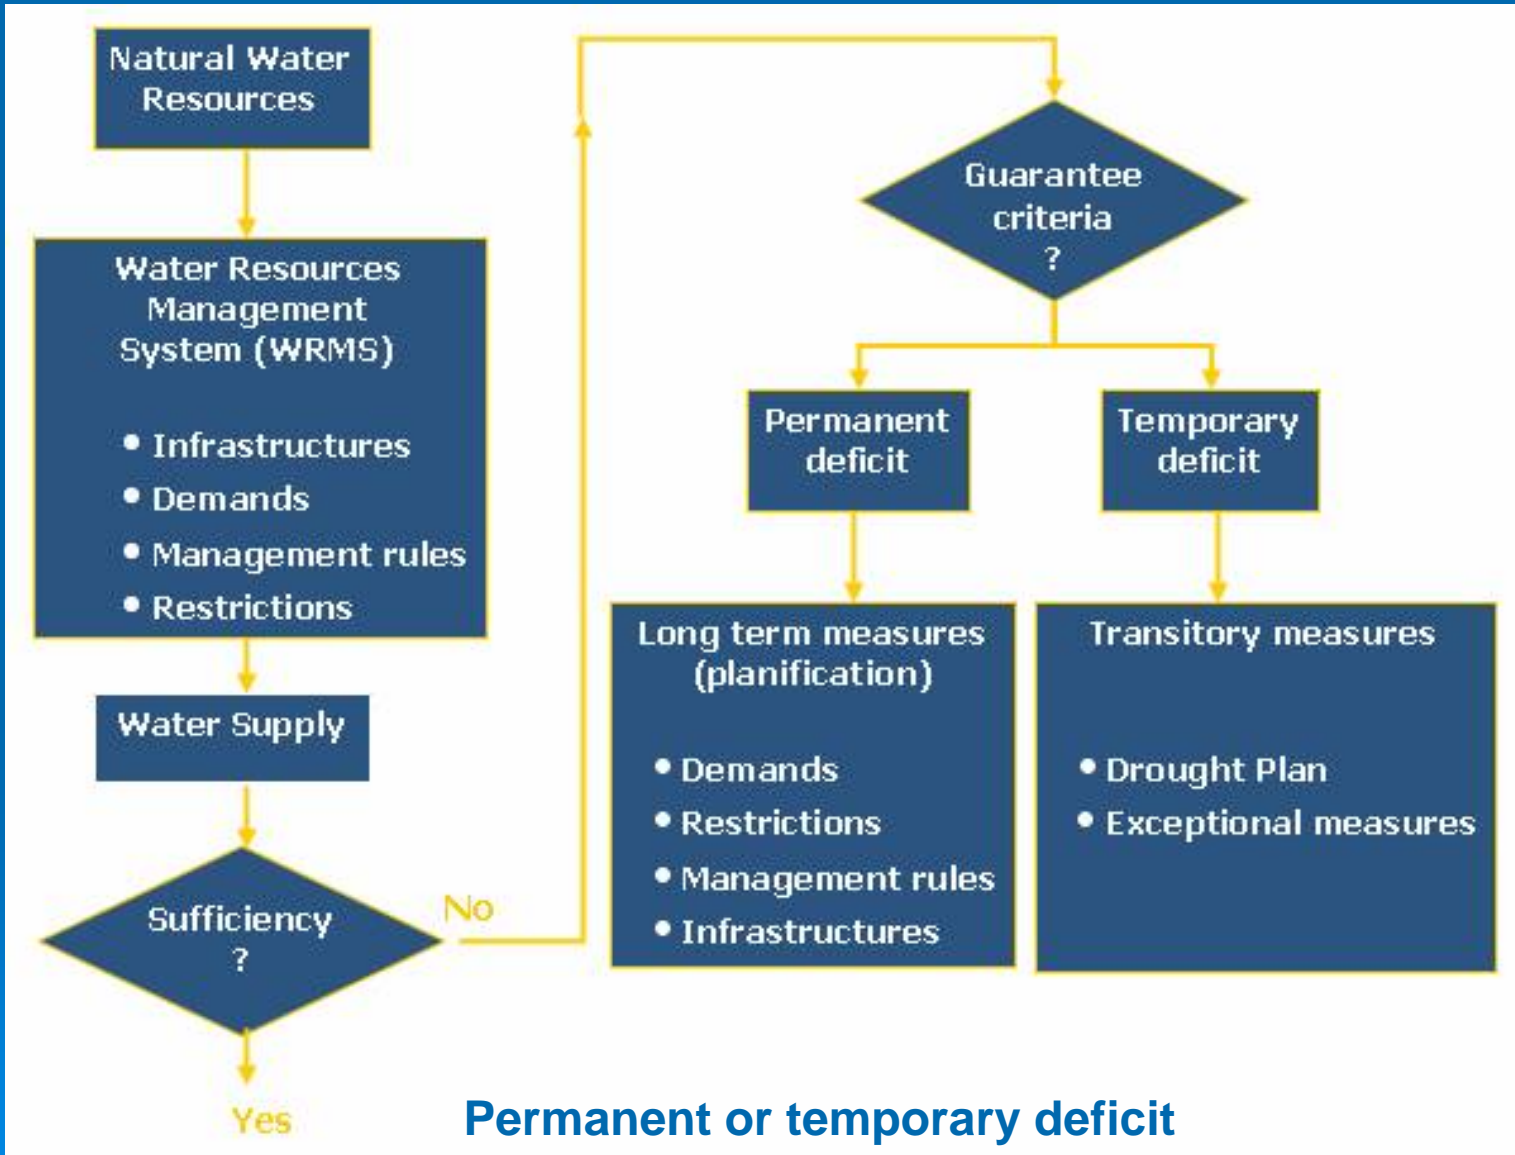 Natural Water
Resources
Water Resources
Management
System (WRMS)
• Infrastructures
• Demands
• Management rules
• Restrictions
Water Supply
Sufficiency
?
No
Yes
Guarantee
criteria
?
Permanent
deficit
Temporary
deficit
Long term measures
(planification)
• Demands
• Restrictions
• Management rules
• Infrastructures
Transitory measures
• Drought Plan
• Exceptional measures
Permanent or temporary deficit